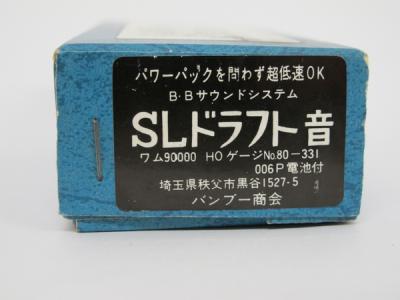 パワーパックを問わず超低速OK
B・Bサウンドシステム
SLドラフト音
ワム90000 HOゲージNo.80-331
006P電池付
埼玉県秩父市黒谷1527-5
バンブー商会